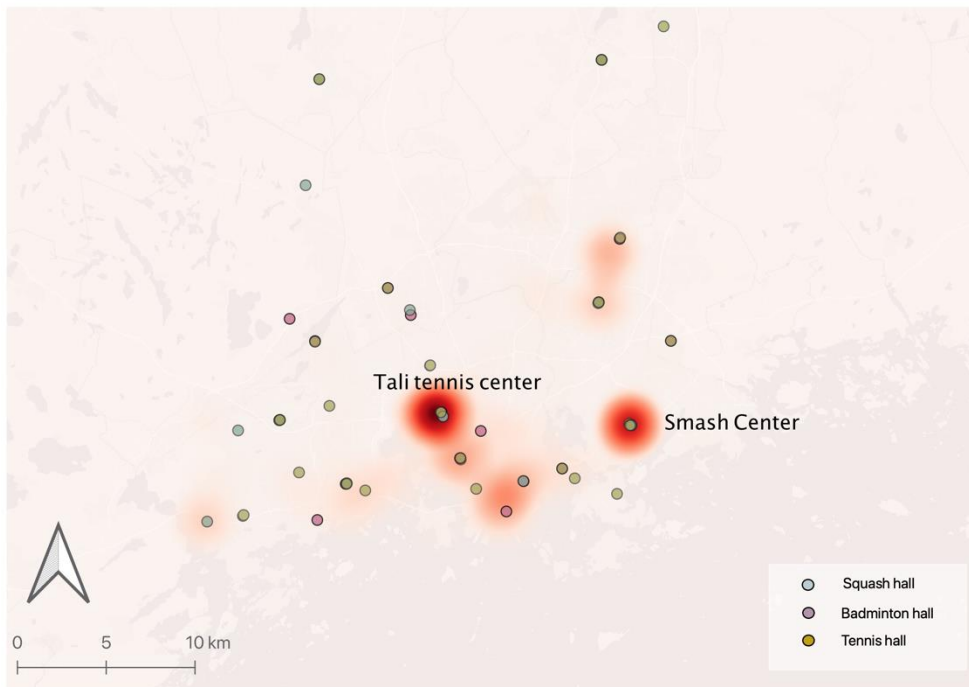 Tali tennis center
Smash Center
Squash hall
Badminton hall
Tennis hall
0 5 10 km